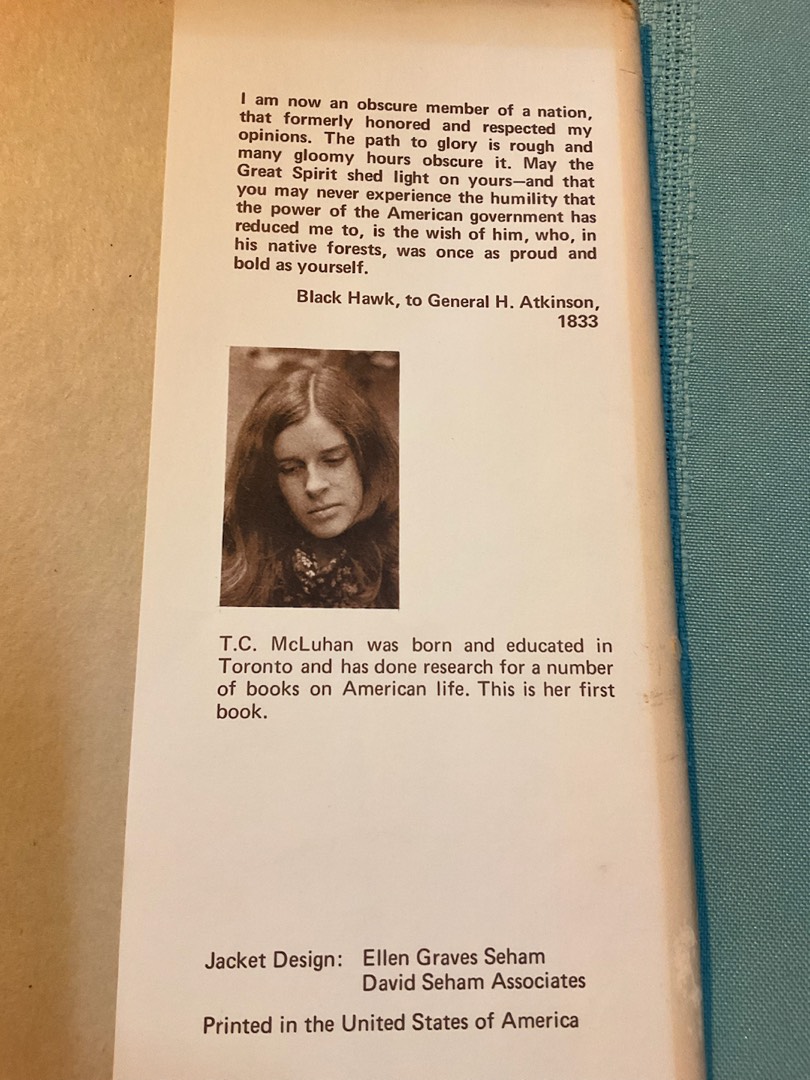 I am now an obscure member of a nation,
that formerly honored and respected my
opinions. The path to glory is rough and
many gloomy hours obscure it. May the
Great Spirit shed light on yours—and that
you may never experience the humility that
the power of the American government has
reduced me to, is the wish of him, who, in
his native forests, was once as proud and
bold as yourself.
Black Hawk, to General H. Atkinson,
1833
T.C. McLuhan was born and educated in
Toronto and has done research for a number
of books on American life. This is her first
book.
Jacket Design: Ellen Graves Seham
David Seham Associates
Printed in the United States of America